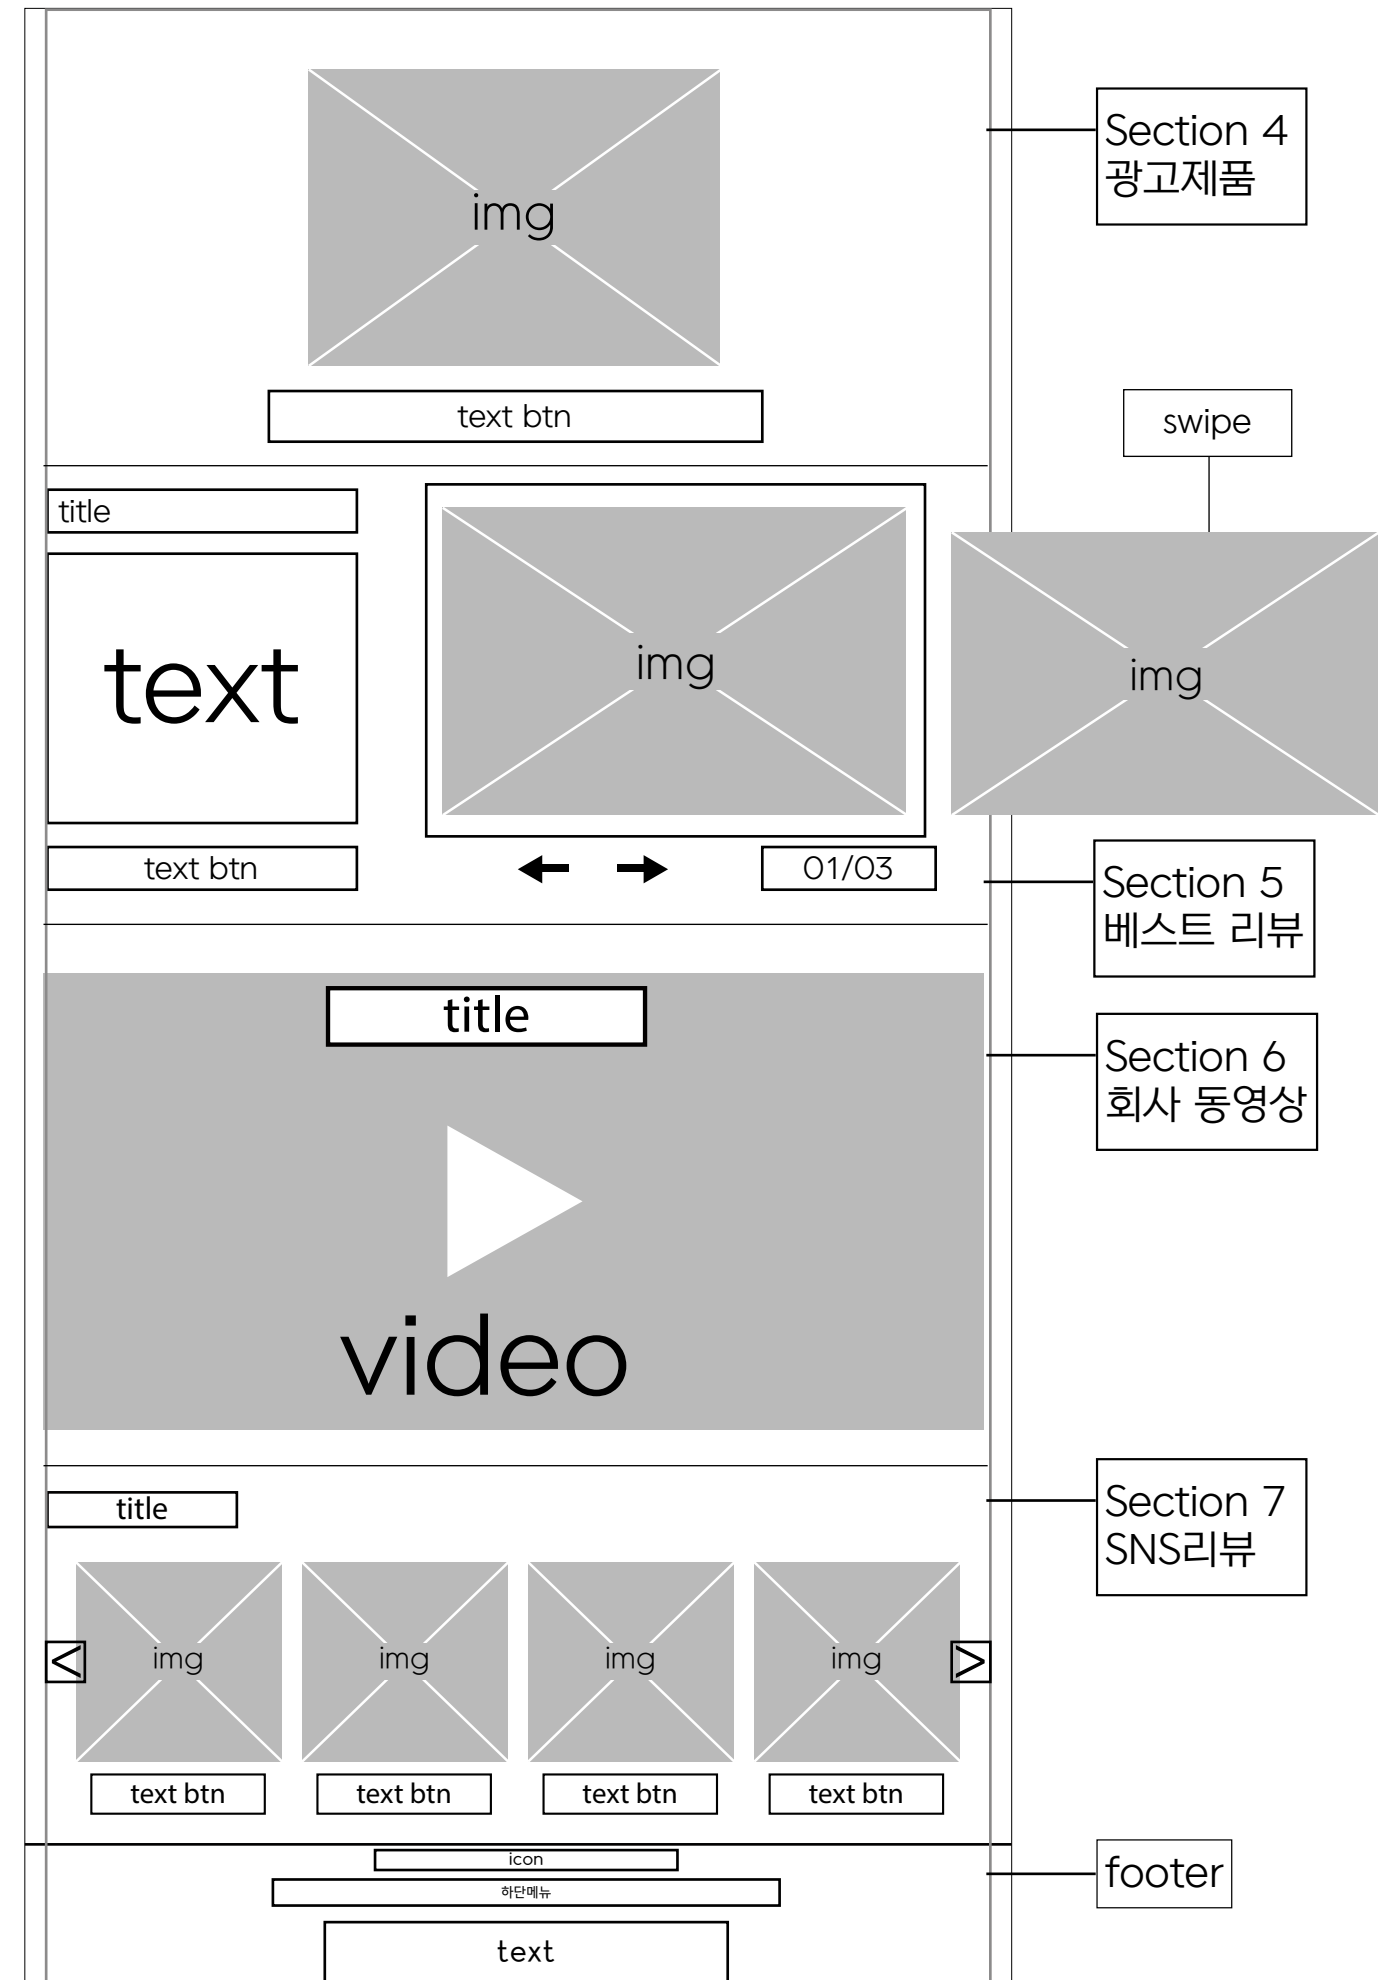 img
text btn
Section 4
광고제품
swipe
title
text
text btn
img
img
01/03
Section 5
베스트 리뷰
title
video
Section 6
회사 동영상
title
Section 7
SNS리뷰
<
img
img
img
img
>
text btn
text btn
text btn
text btn
icon
하단메뉴
text
footer